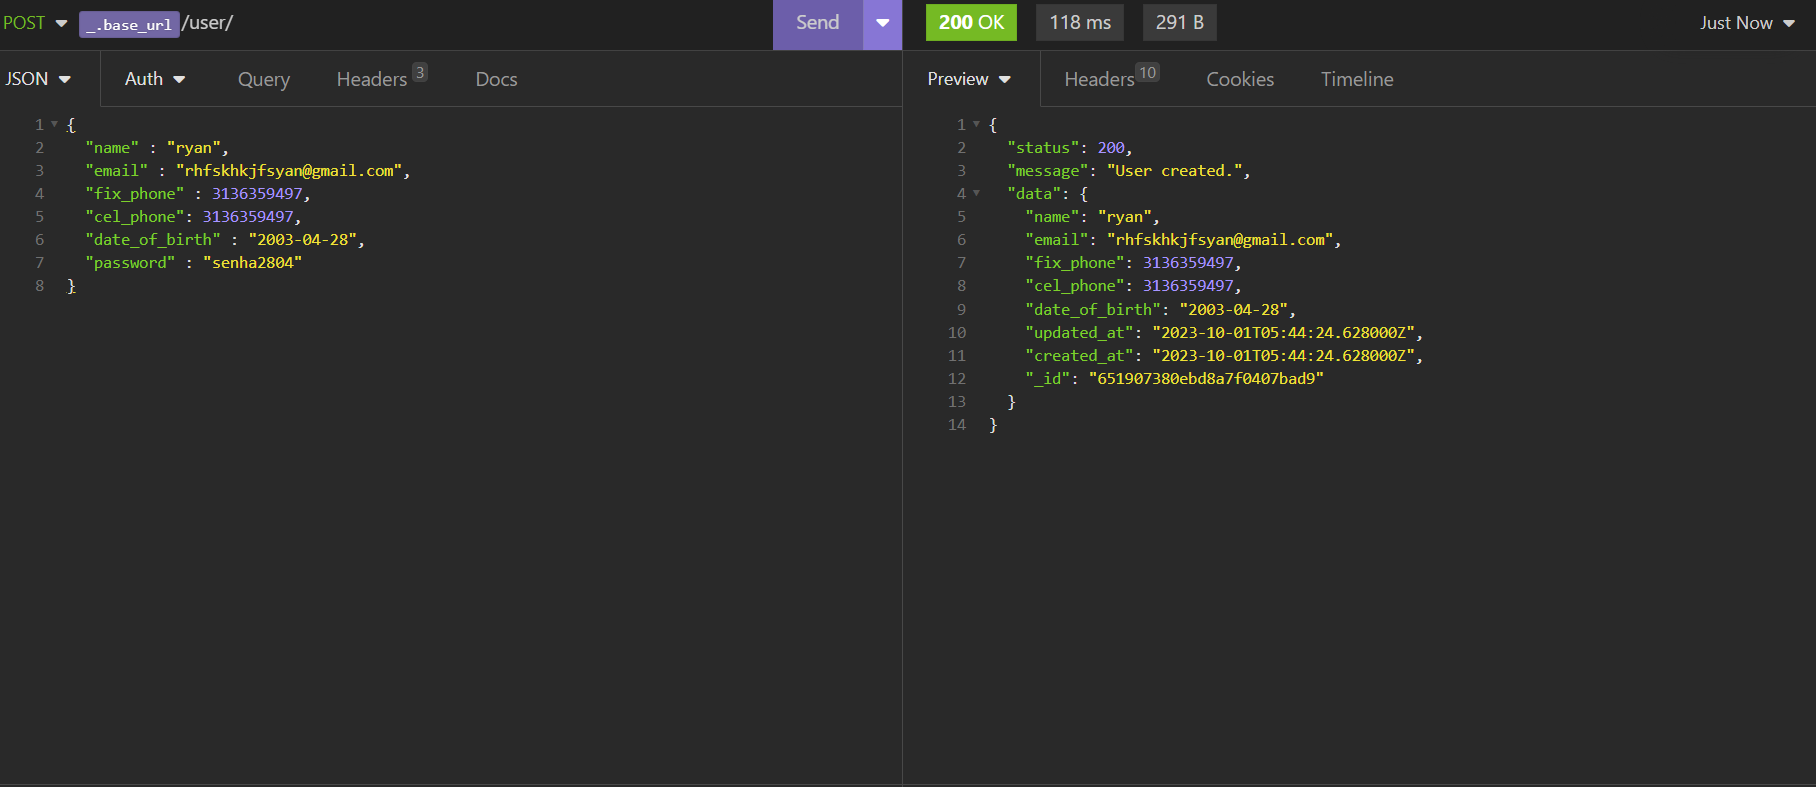 POST _.base_url/user/ Send
200 OK 118 ms 291 B Just Now
JSON Auth Query Headers 3 Docs
Preview Headers 10 Cookies Timeline
1 {
2 "name" : "ryan",
3 "email" : "rhfskhkjfsyan@gmail.com",
4 "fix_phone" : 3136359497,
5 "cel_phone": 3136359497,
6 "date_of_birth" : "2003-04-28",
7 "password" : "senha2804"
8 }
1 {
2 "status": 200,
3 "message": "User created.",
4 "data": {
5 "name": "ryan",
6 "email": "rhfskhkjfsyan@gmail.com",
7 "fix_phone": 3136359497,
8 "cel_phone": 3136359497,
9 "date_of_birth": "2003-04-28",
10 "updated_at": "2023-10-01T05:44:24.628000Z",
11 "created_at": "2023-10-01T05:44:24.628000Z",
12 "_id": "651907380ebd8a7f0407bad9"
13 }
14 }